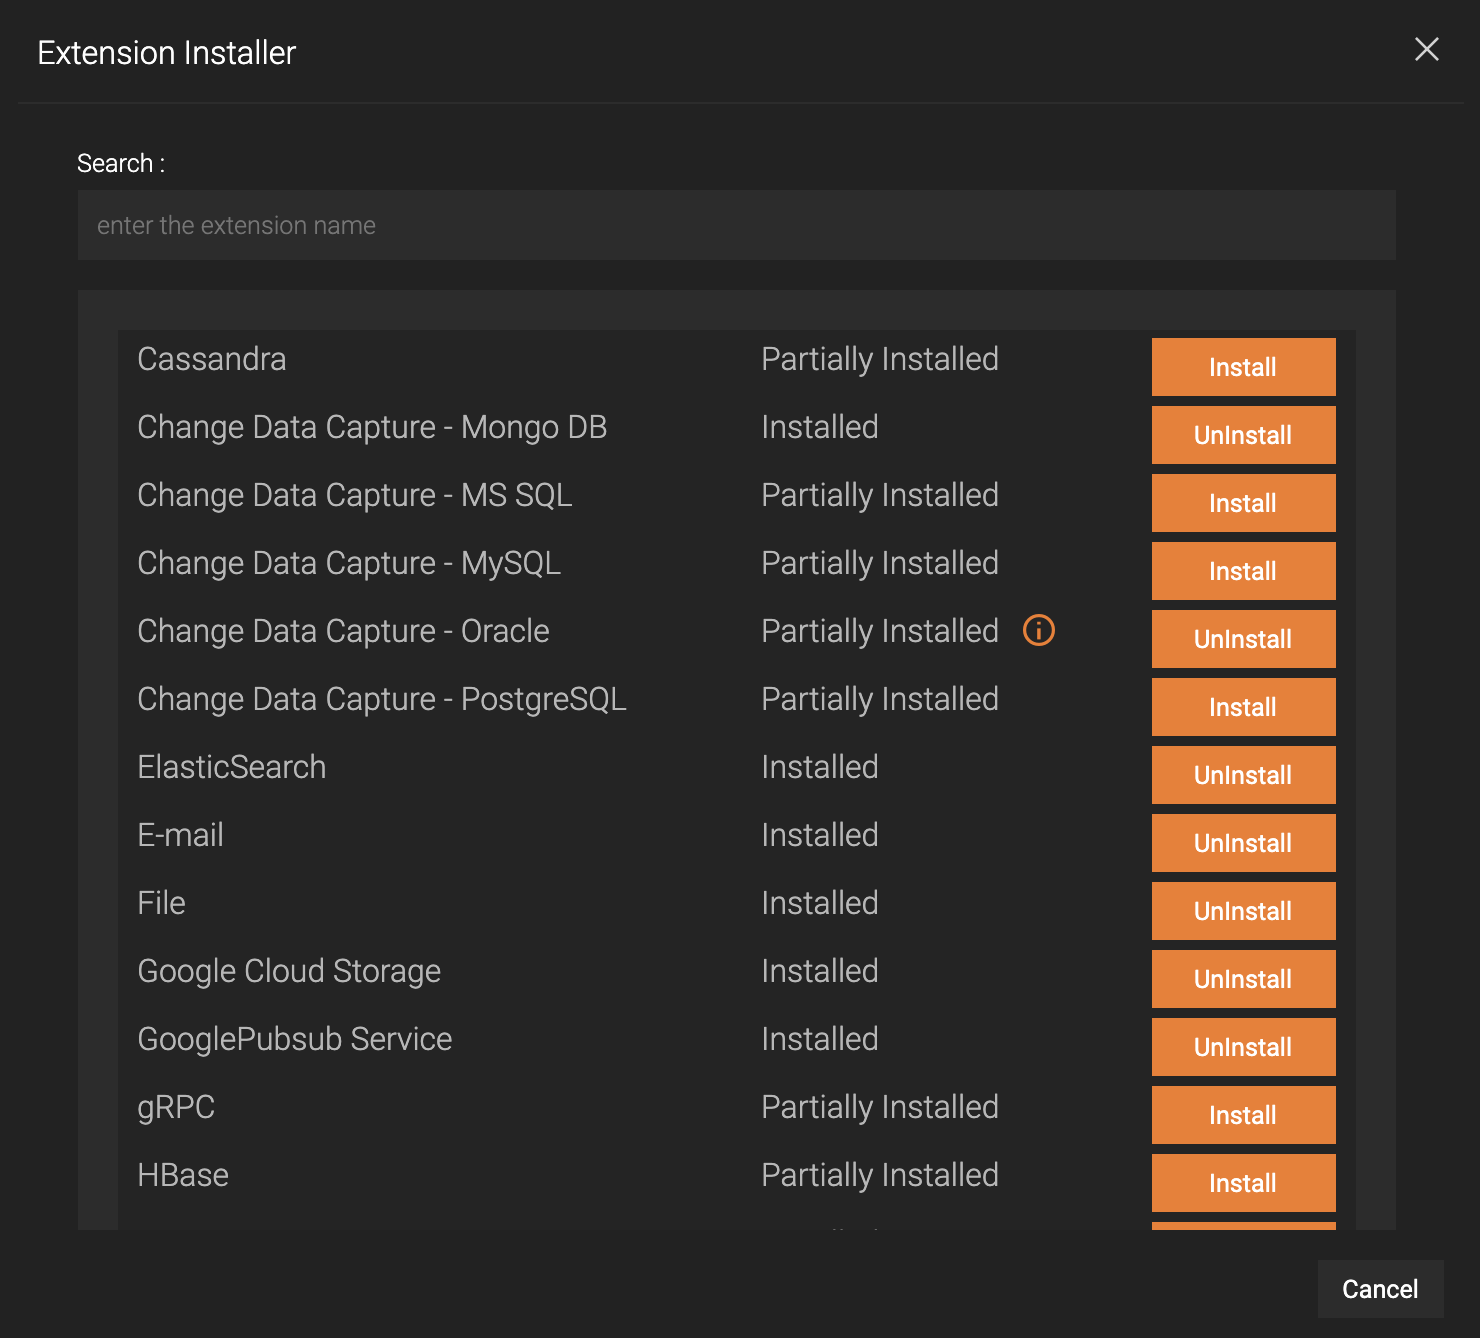 Extension Installer
Search :
enter the extension name
Cassandra Partially Installed Install
Change Data Capture - Mongo DB Installed UnInstall
Change Data Capture - MS SQL Partially Installed Install
Change Data Capture - MySQL Partially Installed Install
Change Data Capture - Oracle Partially Installed UnInstall
Change Data Capture - PostgreSQL Partially Installed Install
ElasticSearch Installed UnInstall
E-mail Installed UnInstall
File Installed UnInstall
Google Cloud Storage Installed UnInstall
GooglePubsub Service Installed UnInstall
gRPC Partially Installed Install
HBase Partially Installed Install
Cancel